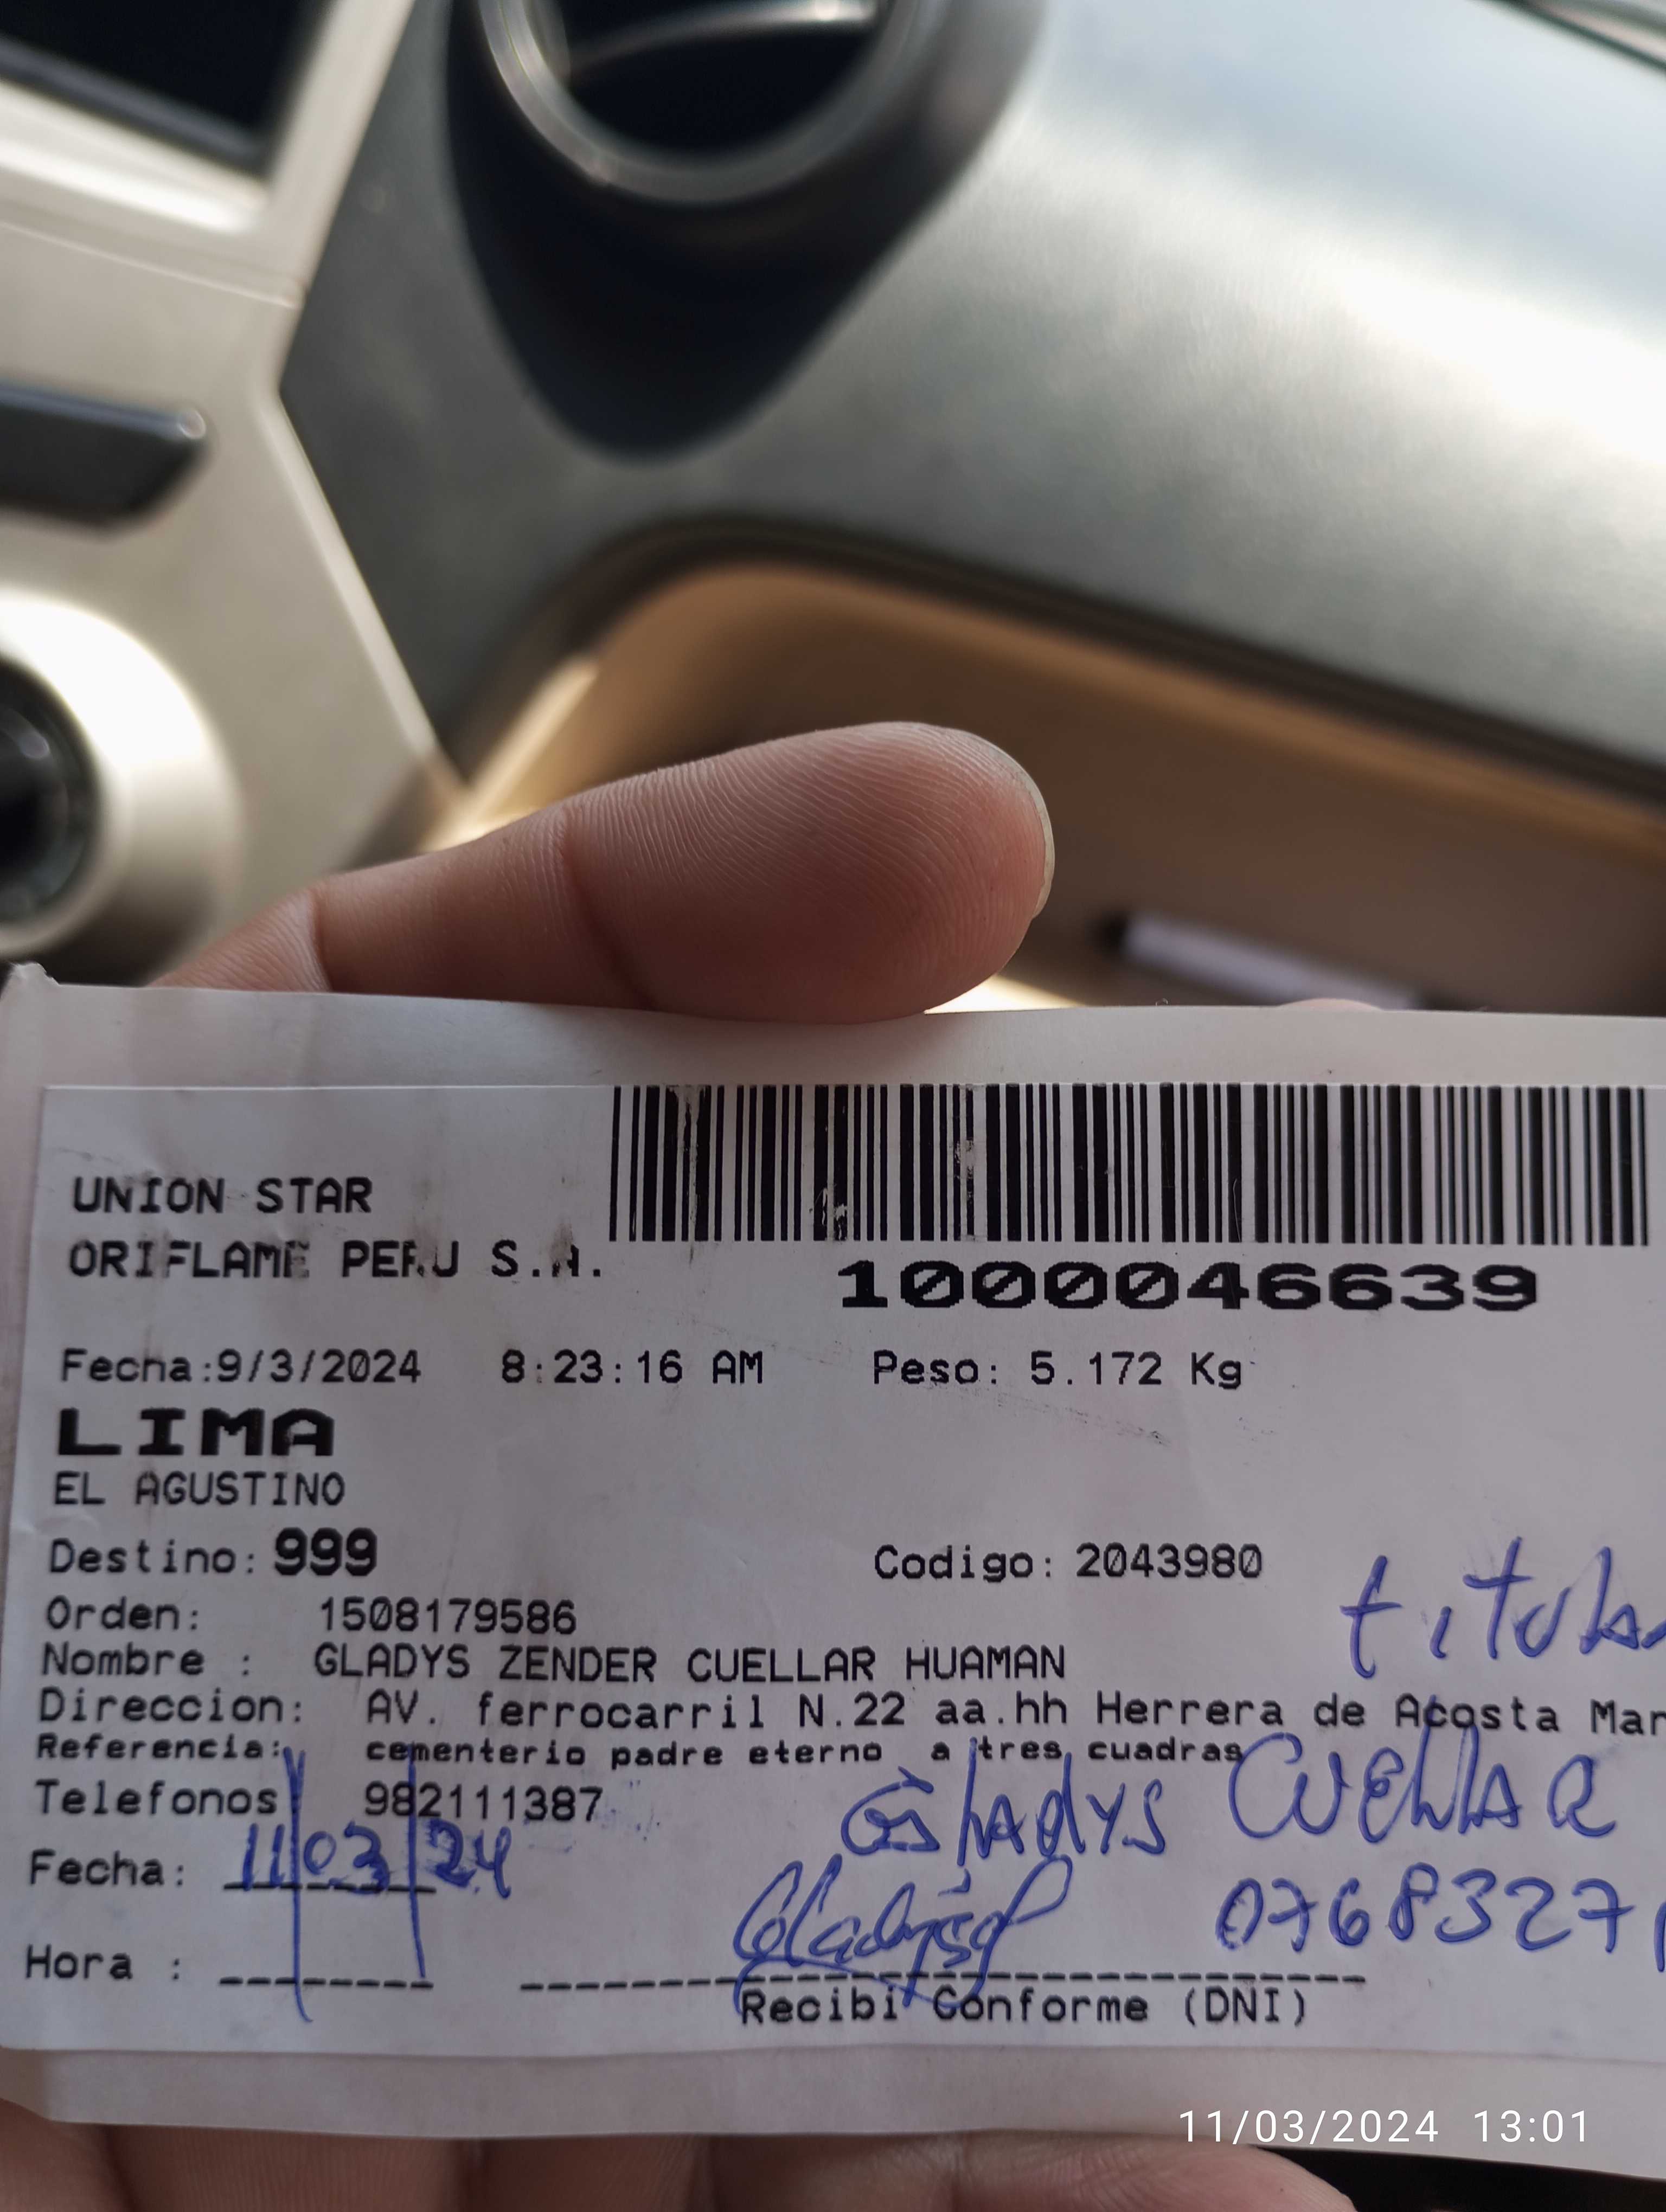 UNION STAR
ORIFLAME PERU S.A.
1000046639
Fecha:9/3/2024 8:23:16 AM Peso: 5.172 Kg
LIMA
EL AGUSTINO
Destino: 999 Codigo: 2043980
Orden: 1508179586
titular
Nombre : GLADYS ZENDER CUELLAR HUAMAN
Direccion: AV. ferrocarril N.22 aa.hh Herrera de Acosta Mar
Referencia: cementerio padre eterno a tres cuadras
Telefonos 982111387
Gladys CUELLAR
Fecha: 11/03/24
0768327
Hora :
Recibi Conforme (DNI)
11/03/2024 13:01